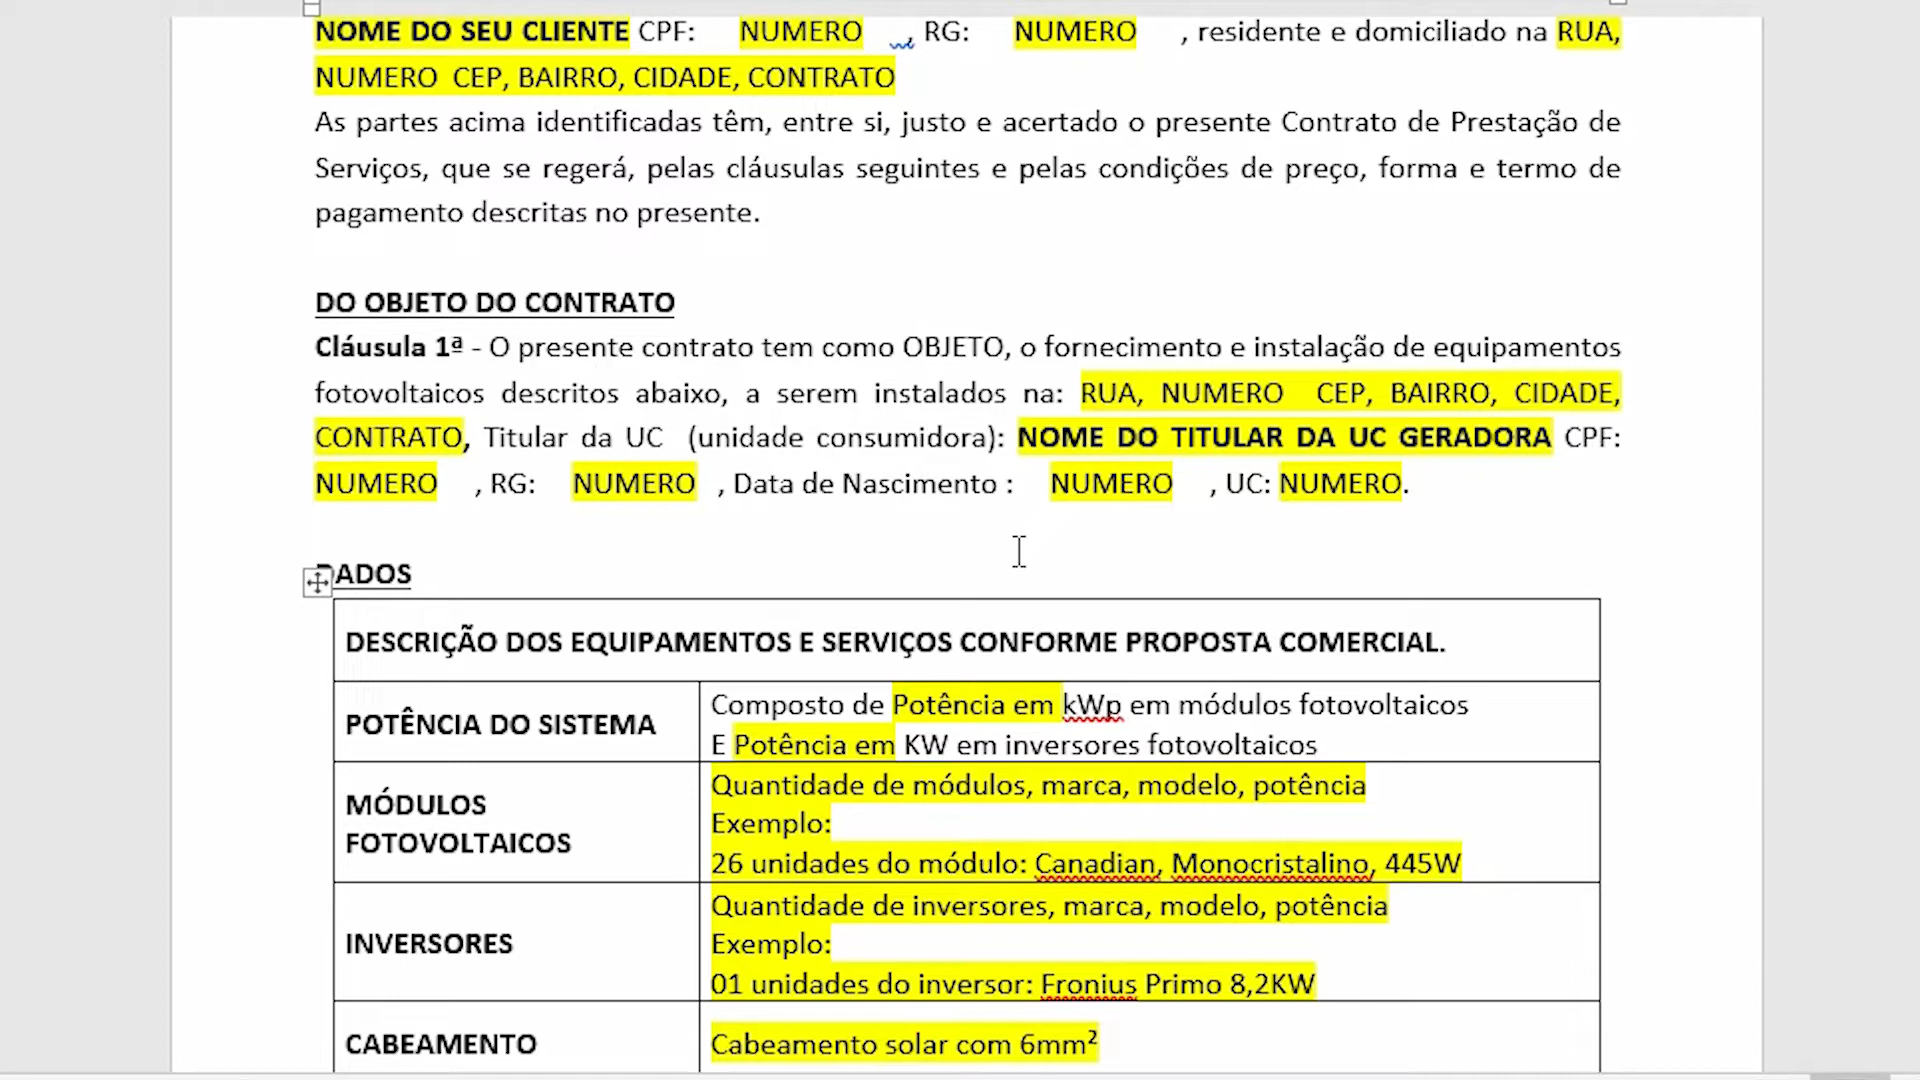 NOME DO SEU CLIENTE CPF: NUMERO , RG: NUMERO , residente e domiciliado na RUA,
NUMERO CEP, BAIRRO, CIDADE, CONTRATO
As partes acima identificadas têm, entre si, justo e acertado o presente Contrato de Prestação de
Serviços, que se regerá, pelas cláusulas seguintes e pelas condições de preço, forma e termo de
pagamento descritas no presente.
DO OBJETO DO CONTRATO
Cláusula 1ª - O presente contrato tem como OBJETO, o fornecimento e instalação de equipamentos
fotovoltaicos descritos abaixo, a serem instalados na: RUA, NUMERO CEP, BAIRRO, CIDADE,
CONTRATO, Titular da UC (unidade consumidora): NOME DO TITULAR DA UC GERADORA CPF:
NUMERO , RG: NUMERO , Data de Nascimento : NUMERO , UC: NUMERO.
DADOS
DESCRIÇÃO DOS EQUIPAMENTOS E SERVIÇOS CONFORME PROPOSTA COMERCIAL.
POTÊNCIA DO SISTEMA
Composto de Potência em kWp em módulos fotovoltaicos
E Potência em KW em inversores fotovoltaicos
MÓDULOS
FOTOVOLTAICOS
Quantidade de módulos, marca, modelo, potência
Exemplo:
26 unidades do módulo: Canadian, Monocristalino, 445W
INVERSORES
Quantidade de inversores, marca, modelo, potência
Exemplo:
01 unidades do inversor: Fronius Primo 8,2KW
CABEAMENTO
Cabeamento solar com 6mm²